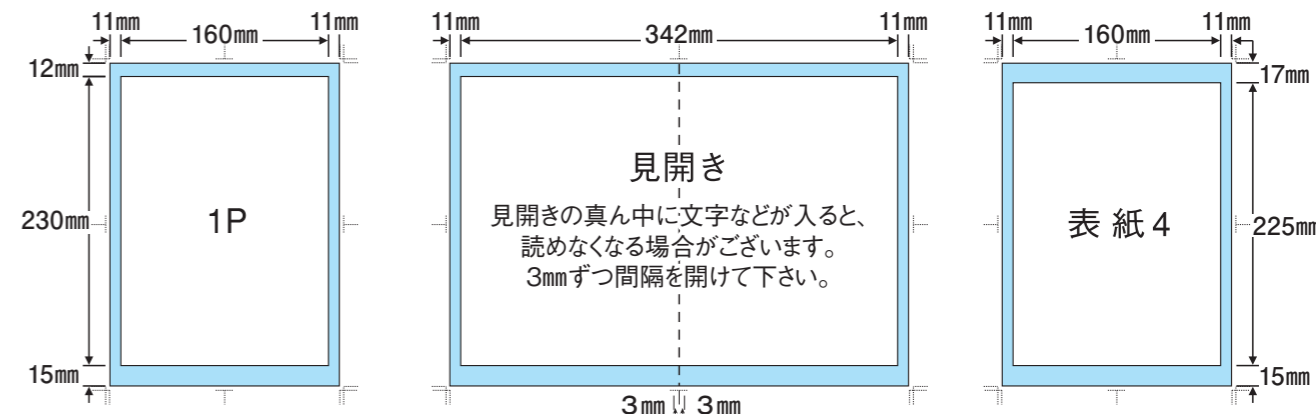 11㎜
160㎜
11㎜
12㎜
230㎜
15㎜
1P
11㎜
342㎜
11㎜
見開き
見開きの真ん中に文字などが入ると、
読めなくなる場合がございます。
3㎜ずつ間隔を開けて下さい。
3㎜
3㎜
11㎜
160㎜
11㎜
17㎜
表紙4
225㎜
15㎜